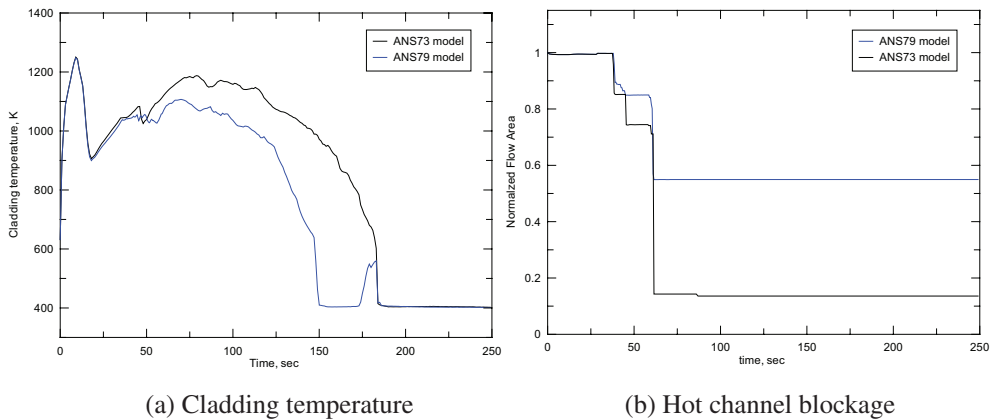 1400
1200
1000
800
600
400
Cladding temperature, K
ANS73 model
ANS79 model
0
50
100
150
200
250
Time, sec
(a) Cladding temperature
1
0.8
0.6
0.4
0.2
0
Normalzed Flow Area
ANS79 model
ANS73 model
0
50
100
150
200
250
time, sec
(b) Hot channel blockage